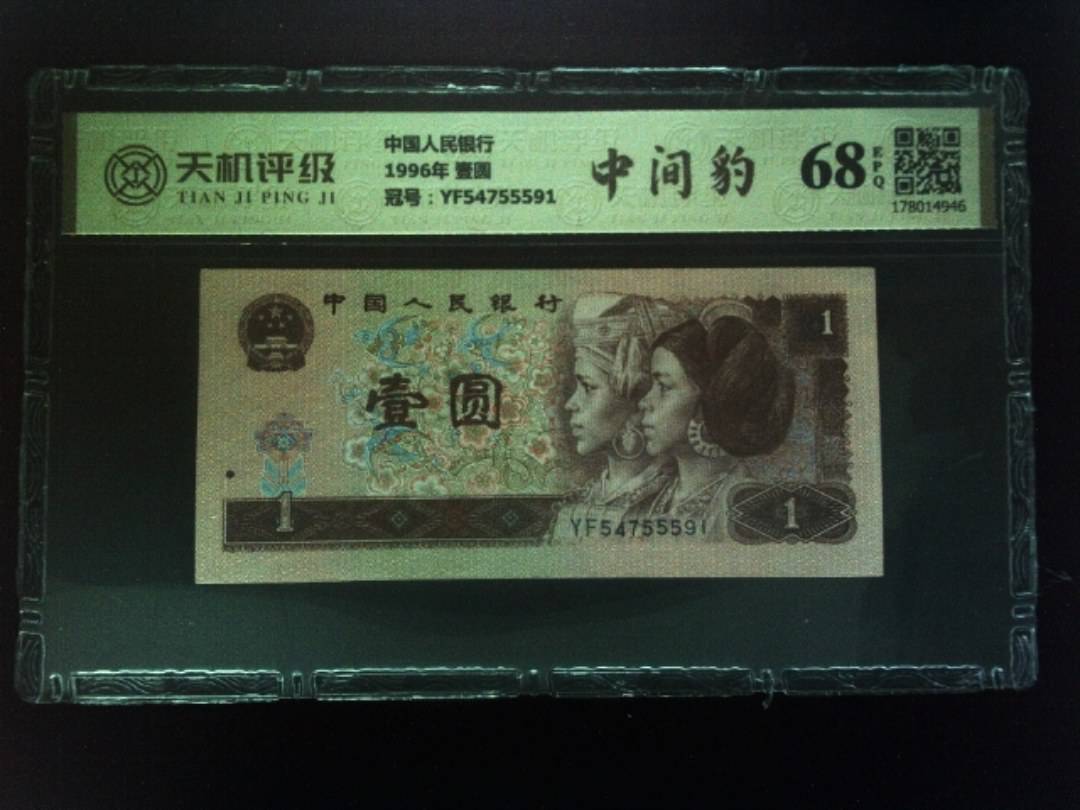 天机评级
TIAN JI PING JI
中国人民银行
1996年 壹圆
冠号：YF54755591
中间豹
68
EPQ
178014946
中国人民银行
1
壹圆
1
YF54755591
1